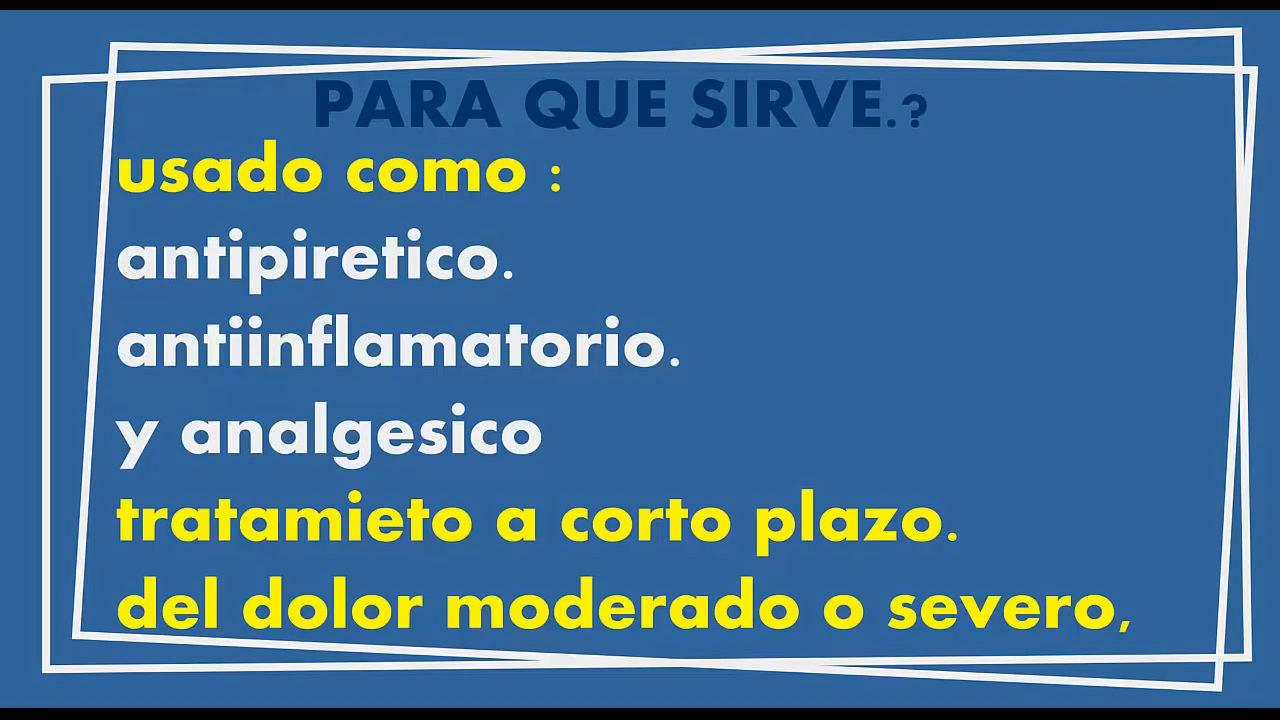 PARA QUE SIRVE.?
usado como :
antipiretico.
antiinflamatorio.
y analgesico
tratamieto a corto plazo.
del dolor moderado o severo,